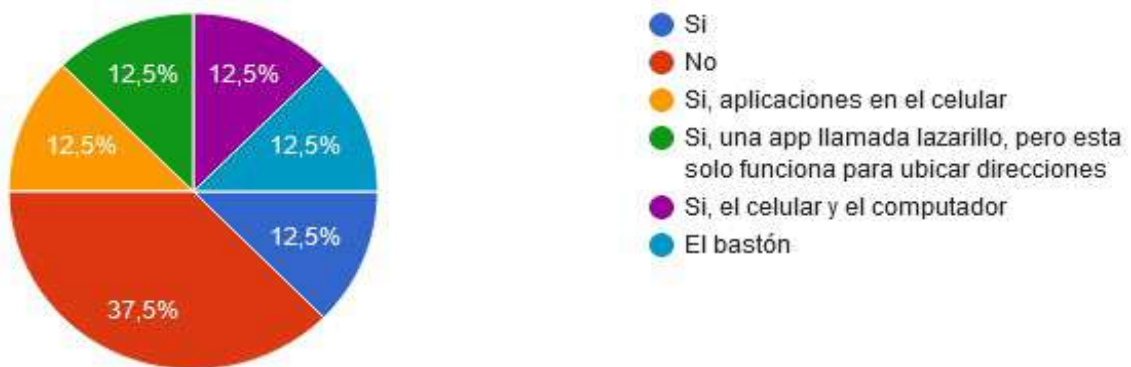 12,5%
12,5%
12,5%
12,5%
12,5%
37,5%
Si
No
Si, aplicaciones en el celular
Si, una app llamada lazarillo, pero esta
solo funciona para ubicar direcciones
Si, el celular y el computador
El bastón